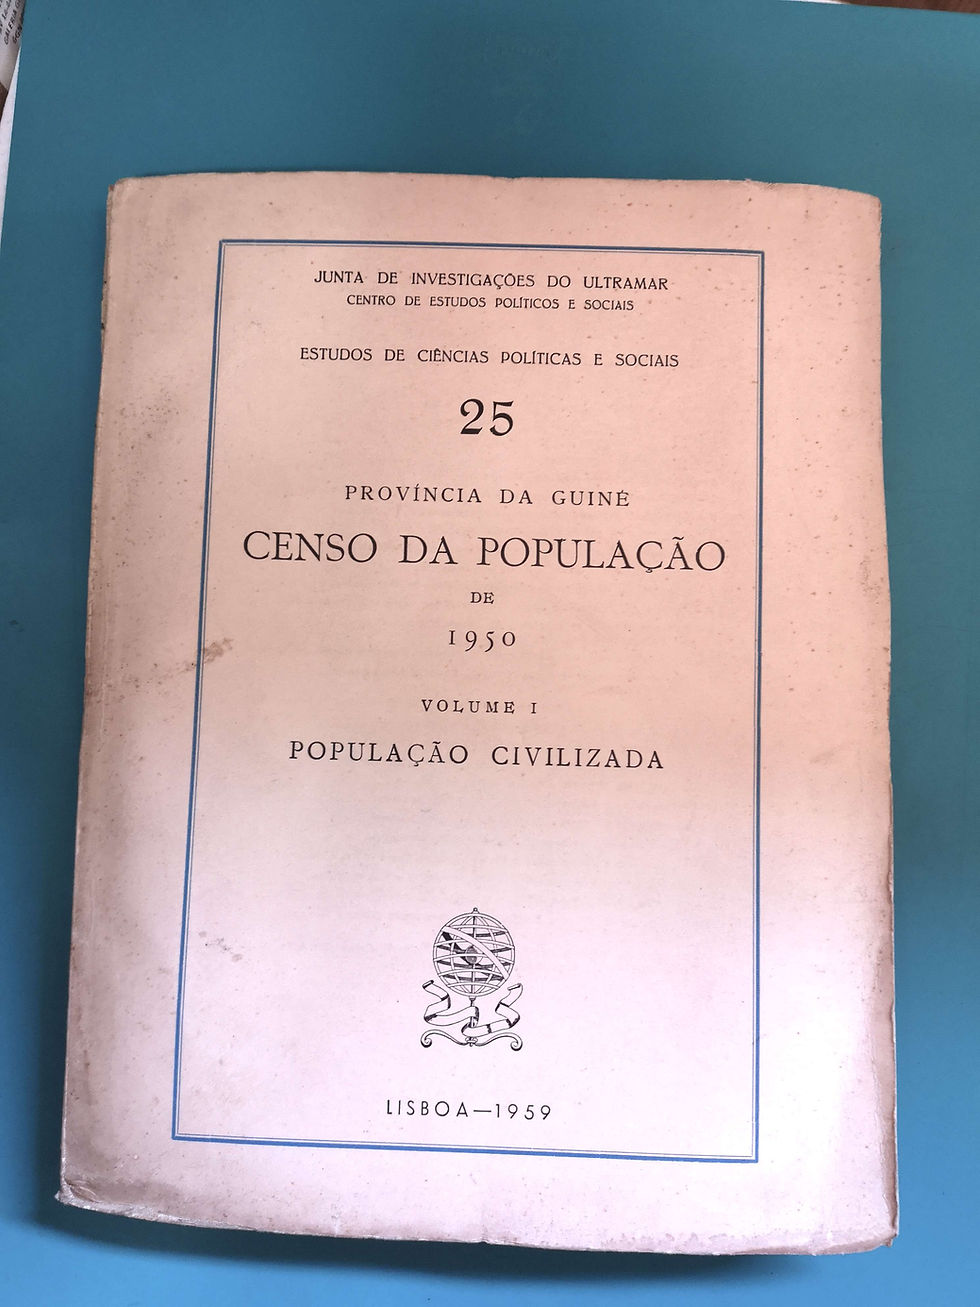 JUNTA DE INVESTIGAÇÕES DO ULTRAMAR
CENTRO DE ESTUDOS POLÍTICOS E SOCIAIS
ESTUDOS DE CIÊNCIAS POLÍTICAS E SOCIAIS
25
PROVÍNCIA DA GUINÉ
CENSO DA POPULAÇÃO
DE
1950
VOLUME I
POPULAÇÃO CIVILIZADA
LISBOA—1959